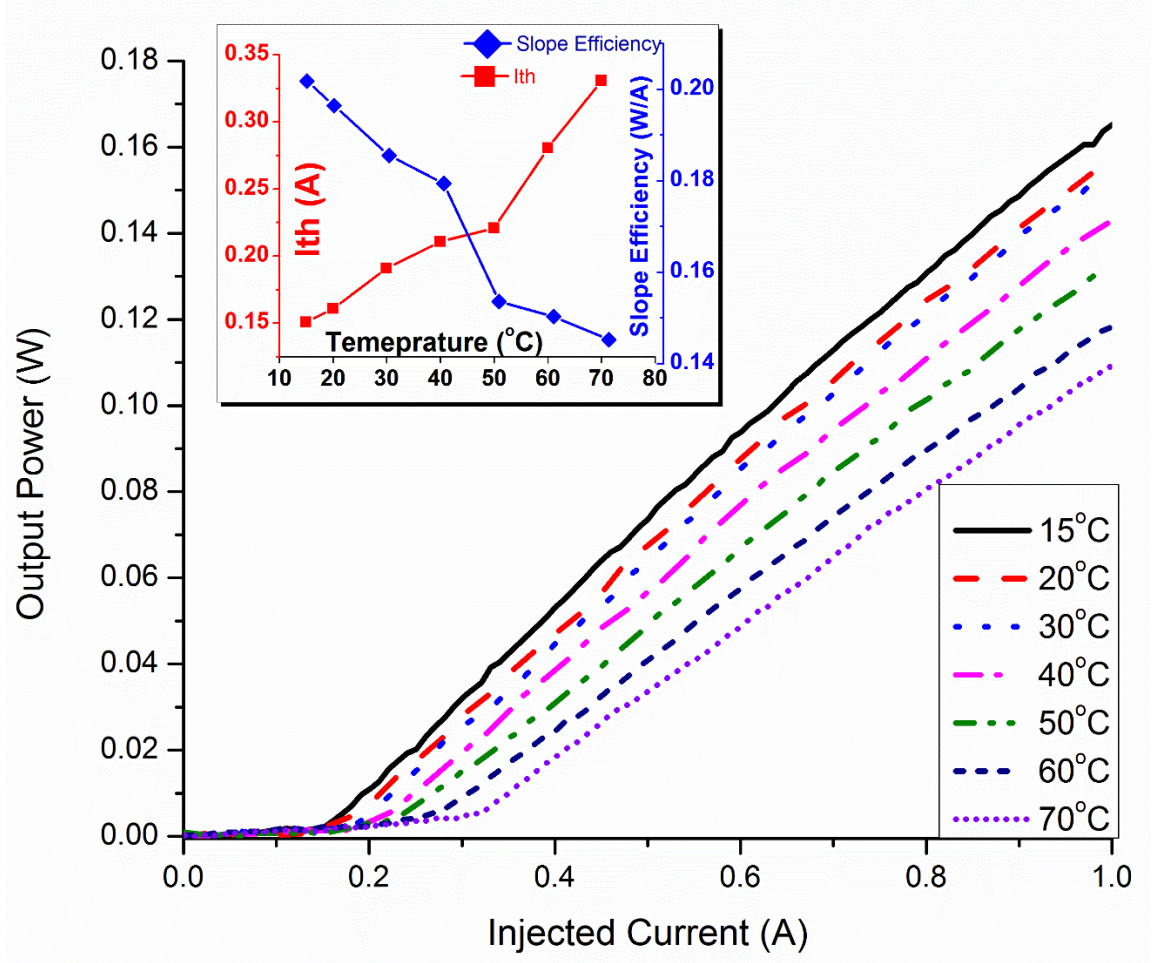 Output Power (W)
0.18
0.16
0.14
0.12
0.10
0.08
0.06
0.04
0.02
0.00
0.0 0.2 0.4 0.6 0.8 1.0
Injected Current (A)
Slope Efficiency
Ith
Ith (A)
0.35
0.30
0.25
0.20
0.15
Temeprature (°C)
10 20 30 40 50 60 70 80
Slope Efficiency (W/A)
0.20
0.18
0.16
0.14
15°C
20°C
30°C
40°C
50°C
60°C
70°C